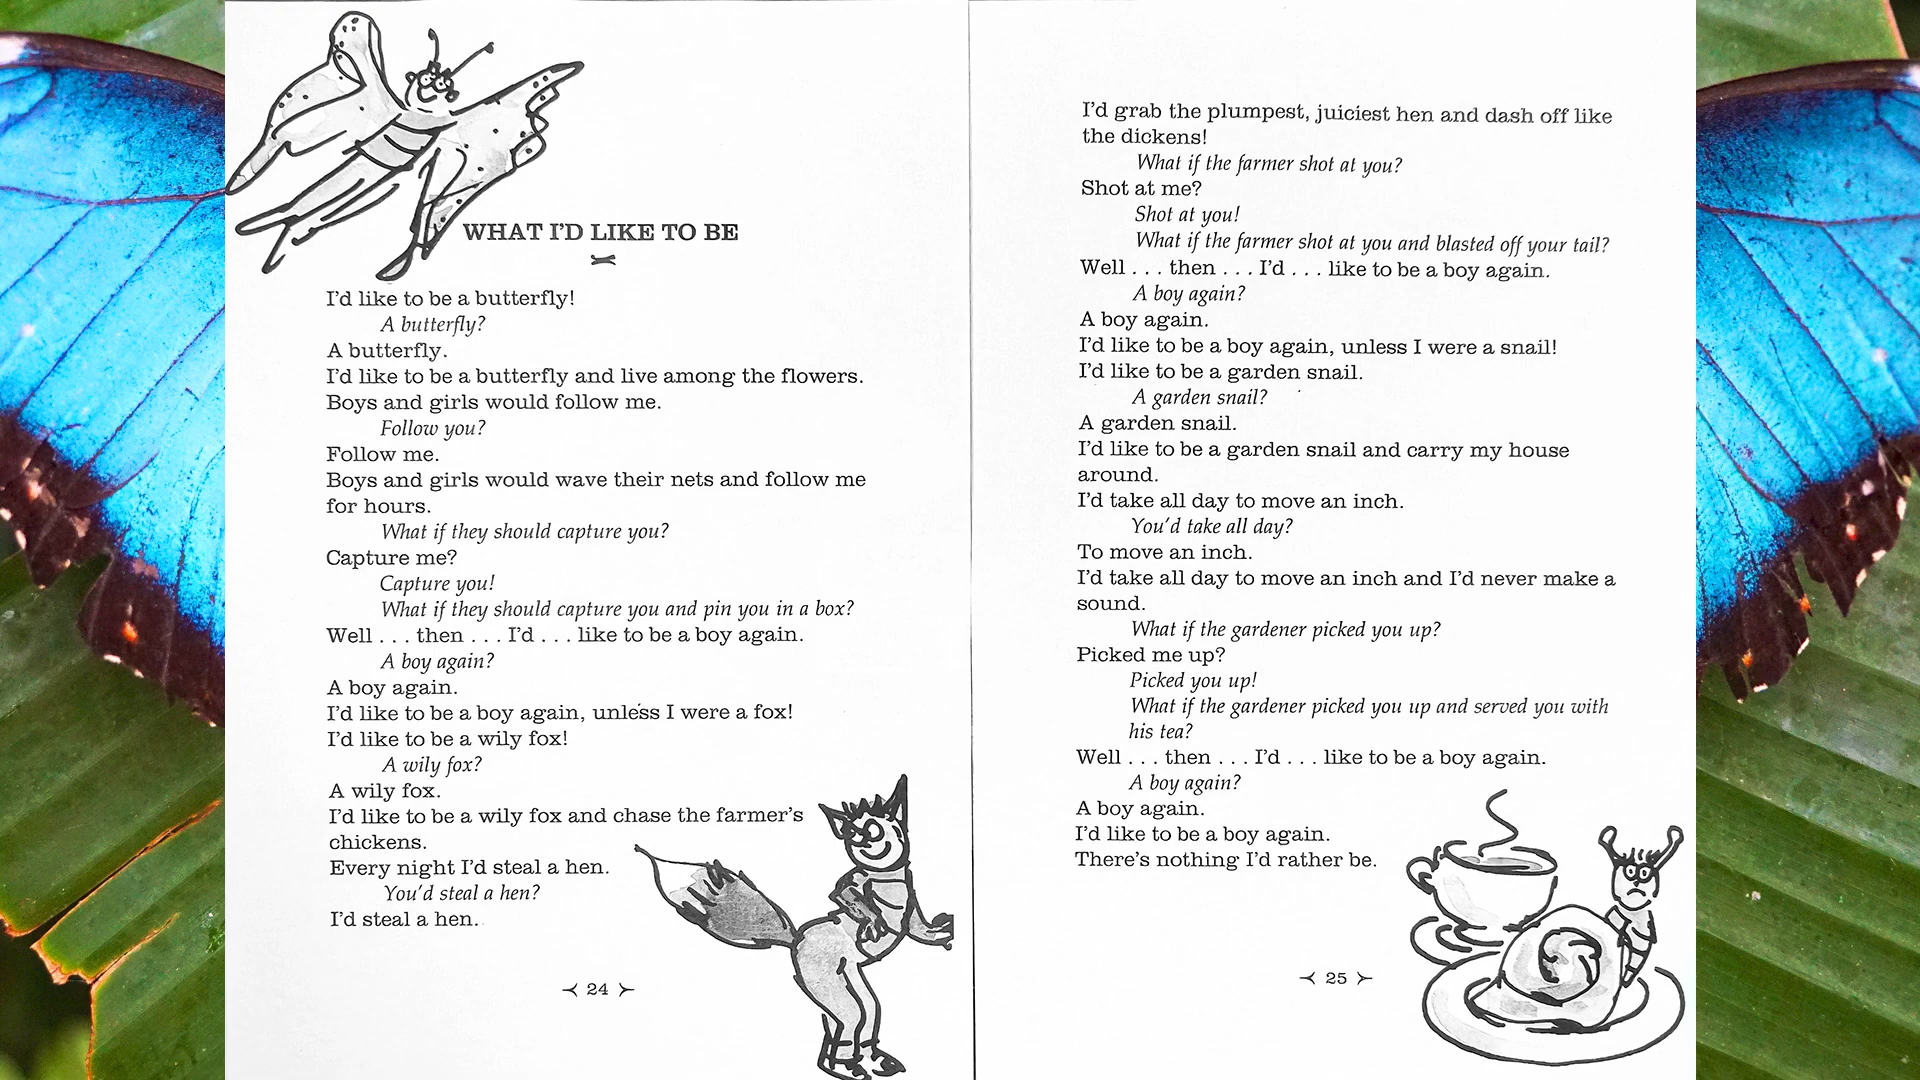 WHAT I'D LIKE TO BE
I'd like to be a butterfly!
A butterfly?
A butterfly.
I'd like to be a butterfly and live among the flowers.
Boys and girls would follow me.
Follow you?
Follow me.
Boys and girls would wave their nets and follow me
for hours.
What if they should capture you?
Capture me?
Capture you!
What if they should capture you and pin you in a box?
Well . . . then . . . I'd . . . like to be a boy again.
A boy again?
A boy again.
I'd like to be a boy again, unless I were a fox!
I'd like to be a wily fox!
A wily fox?
A wily fox.
I'd like to be a wily fox and chase the farmer's
chickens.
Every night I'd steal a hen.
You'd steal a hen?
I'd steal a hen.
24
I'd grab the plumpest, juiciest hen and dash off like
the dickens!
What if the farmer shot at you?
Shot at me?
Shot at you!
What if the farmer shot at you and blasted off your tail?
Well . . . then . . . I'd . . . like to be a boy again.
A boy again?
A boy again.
I'd like to be a boy again, unless I were a snail!
I'd like to be a garden snail.
A garden snail?
A garden snail.
I'd like to be a garden snail and carry my house
around.
I'd take all day to move an inch.
You'd take all day?
To move an inch.
I'd take all day to move an inch and I'd never make a
sound.
What if the gardener picked you up?
Picked me up?
Picked you up!
What if the gardener picked you up and served you with
his tea?
Well . . . then . . . I'd . . . like to be a boy again.
A boy again?
A boy again.
I'd like to be a boy again.
There's nothing I'd rather be.
25